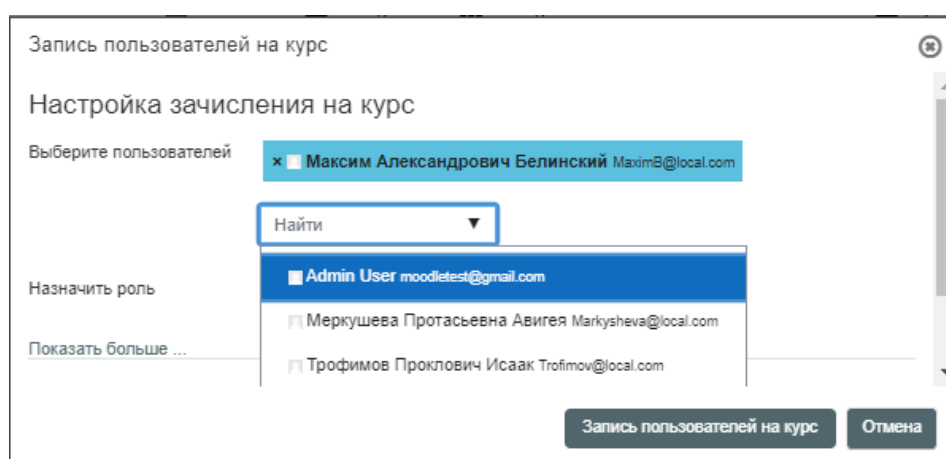 Запись пользователей на курс
Настройка зачисления на курс
Выберите пользователей
× Максим Александрович Белинский MaximB@local.com
Найти ▼
Admin User moodletest@gmail.com
Назначить роль
Меркушева Протасьевна Авигея Markysheva@local.com
Показать больше ...
Трофимов Проклович Исаак Trofimov@local.com
Запись пользователей на курс
Отмена